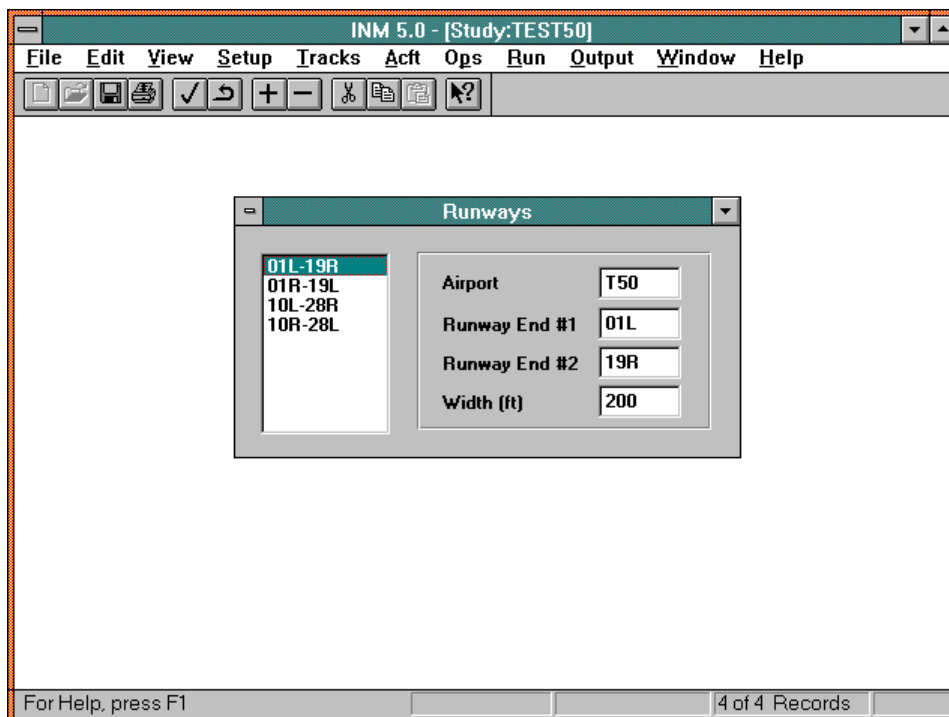 INM 5.0 - [Study:TEST50]
File Edit View Setup Tracks Acft Ops Run Output Window Help
Runways
01L-19R
01R-19L
10L-28R
10R-28L
Airport T50
Runway End #1 01L
Runway End #2 19R
Width (ft) 200
For Help, press F1 4 of 4 Records